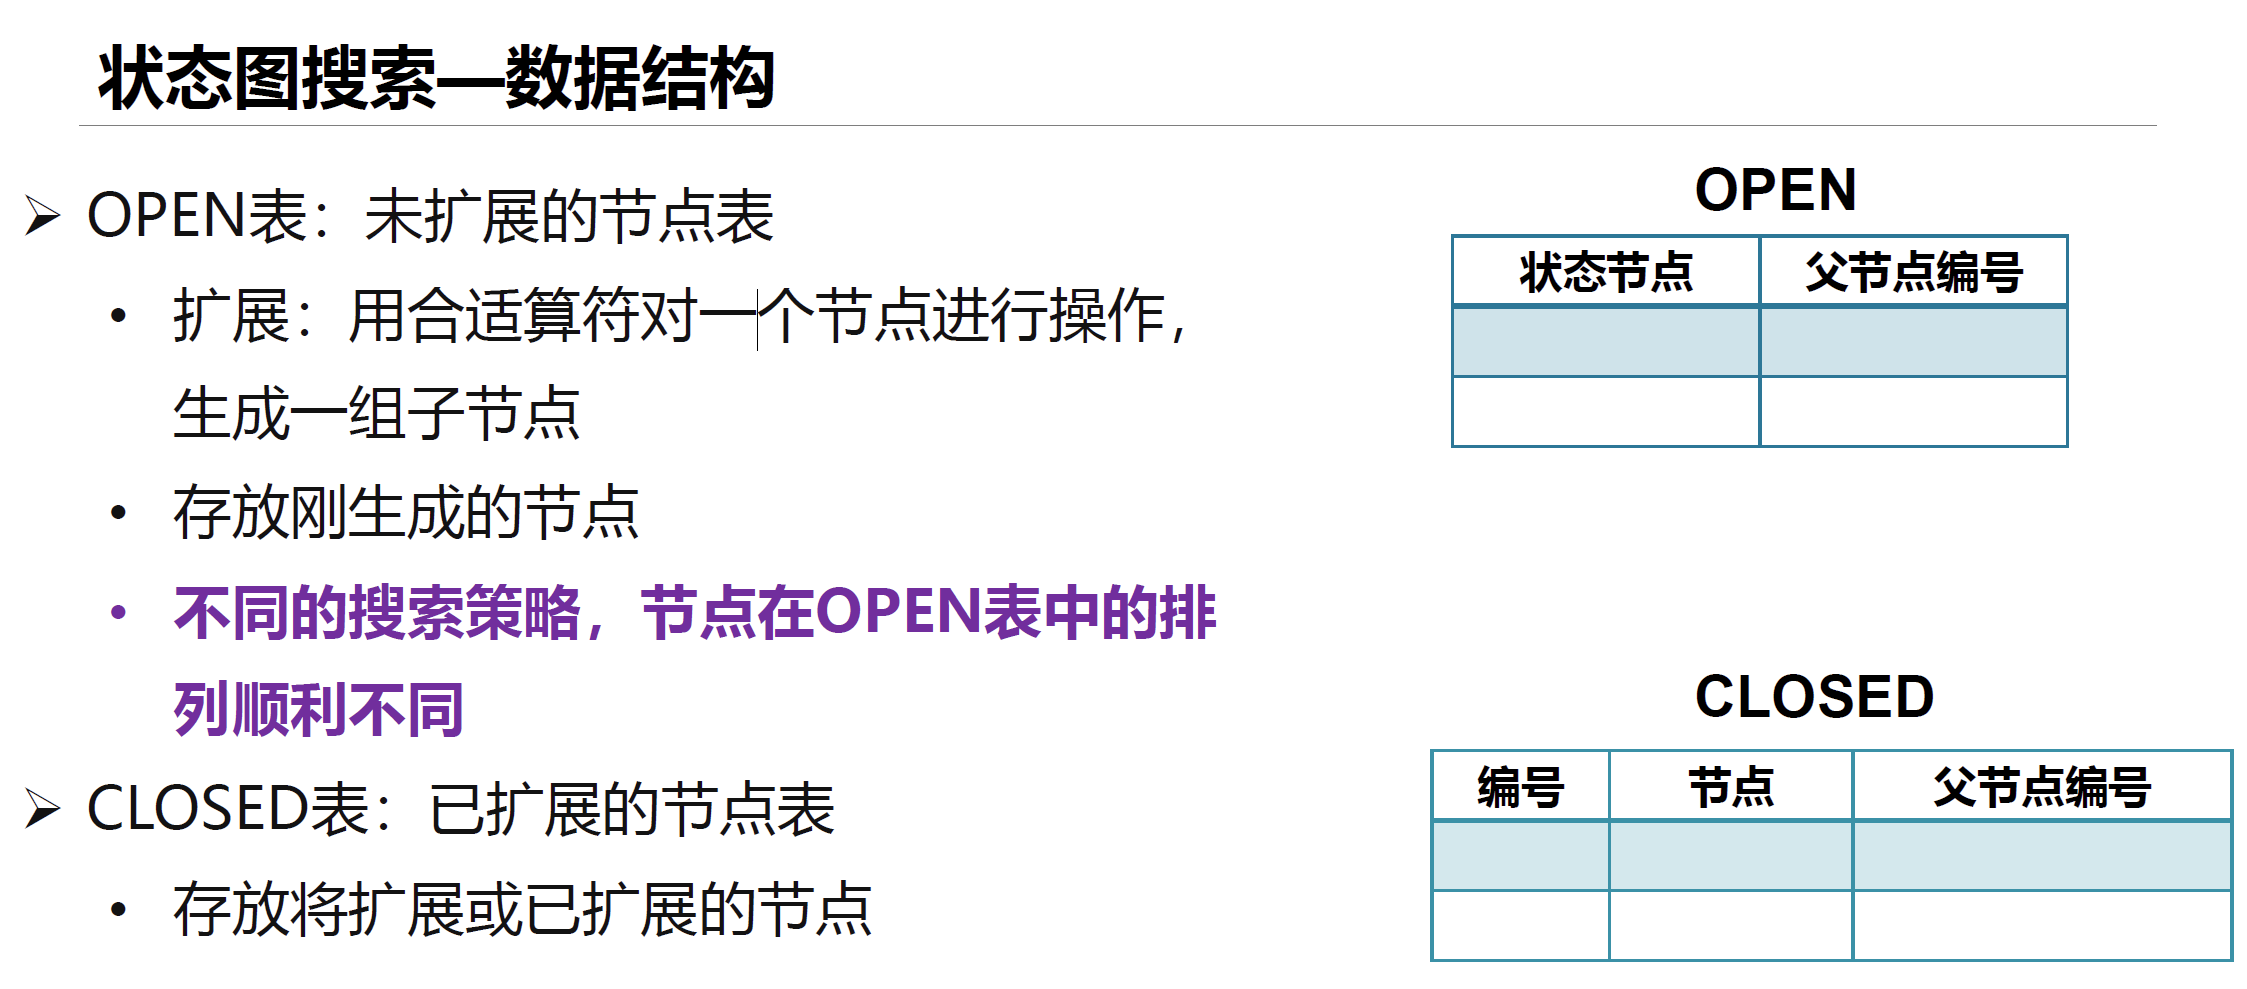 状态图搜索—数据结构
OPEN表：未扩展的节点表
扩展：用合适算符对一个节点进行操作，
生成一组子节点
存放刚生成的节点
不同的搜索策略，节点在OPEN表中的排
列顺利不同
CLOSED表：已扩展的节点表
存放将扩展或已扩展的节点
OPEN
状态节点 父节点编号
CLOSED
编号 节点 父节点编号